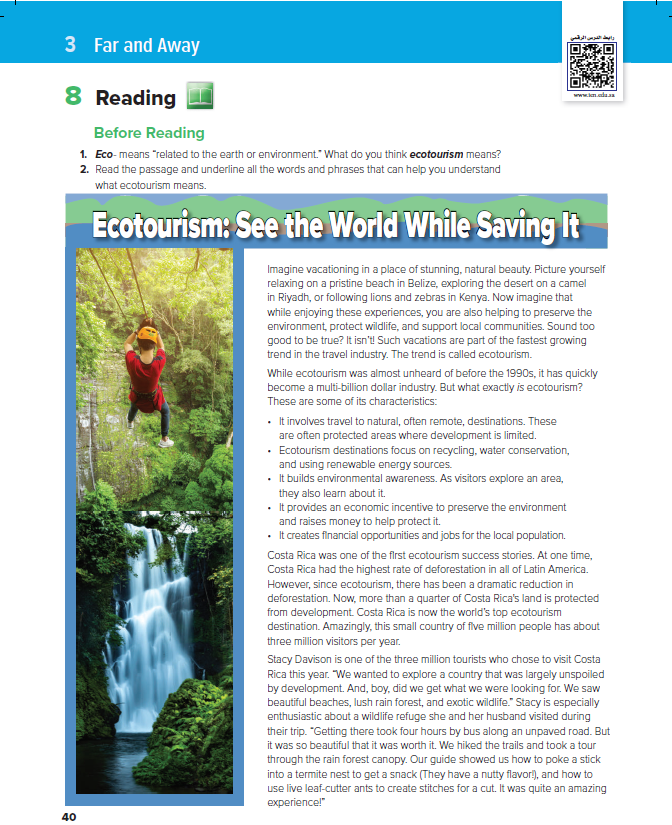 3 Far and Away
رابط الدرس الرقمي
www.ien.edu.sa
8 Reading
Before Reading
1. Eco- means "related to the earth or environment." What do you think ecotourism means?
2. Read the passage and underline all the words and phrases that can help you understand
what ecotourism means.
Ecotourism: See the World While Saving It
Imagine vacationing in a place of stunning, natural beauty. Picture yourself
relaxing on a pristine beach in Belize, exploring the desert on a camel
in Riyadh, or following lions and zebras in Kenya. Now imagine that
while enjoying these experiences, you are also helping to preserve the
environment, protect wildlife, and support local communities. Sound too
good to be true? It isn't! Such vacations are part of the fastest growing
trend in the travel industry. The trend is called ecotourism.
While ecotourism was almost unheard of before the 1990s, it has quickly
become a multi-billion dollar industry. But what exactly is ecotourism?
These are some of its characteristics:
• It involves travel to natural, often remote, destinations. These
are often protected areas where development is limited.
• Ecotourism destinations focus on recycling, water conservation,
and using renewable energy sources.
• It builds environmental awareness. As visitors explore an area,
they also learn about it.
• It provides an economic incentive to preserve the environment
and raises money to help protect it.
• It creates financial opportunities and jobs for the local population.
Costa Rica was one of the first ecotourism success stories. At one time,
Costa Rica had the highest rate of deforestation in all of Latin America.
However, since ecotourism, there has been a dramatic reduction in
deforestation. Now, more than a quarter of Costa Rica's land is protected
from development. Costa Rica is now the world's top ecotourism
destination. Amazingly, this small country of five million people has about
three million visitors per year.
Stacy Davison is one of the three million tourists who chose to visit Costa
Rica this year. "We wanted to explore a country that was largely unspoiled
by development. And, boy, did we get what we were looking for. We saw
beautiful beaches, lush rain forest, and exotic wildlife." Stacy is especially
enthusiastic about a wildlife refuge she and her husband visited during
their trip. "Getting there took four hours by bus along an unpaved road. But
it was so beautiful that it was worth it. We hiked the trails and took a tour
through the rain forest canopy. Our guide showed us how to poke a stick
into a termite nest to get a snack (They have a nutty flavor!), and how to
use live leaf-cutter ants to create stitches for a cut. It was quite an amazing
experience!"
40